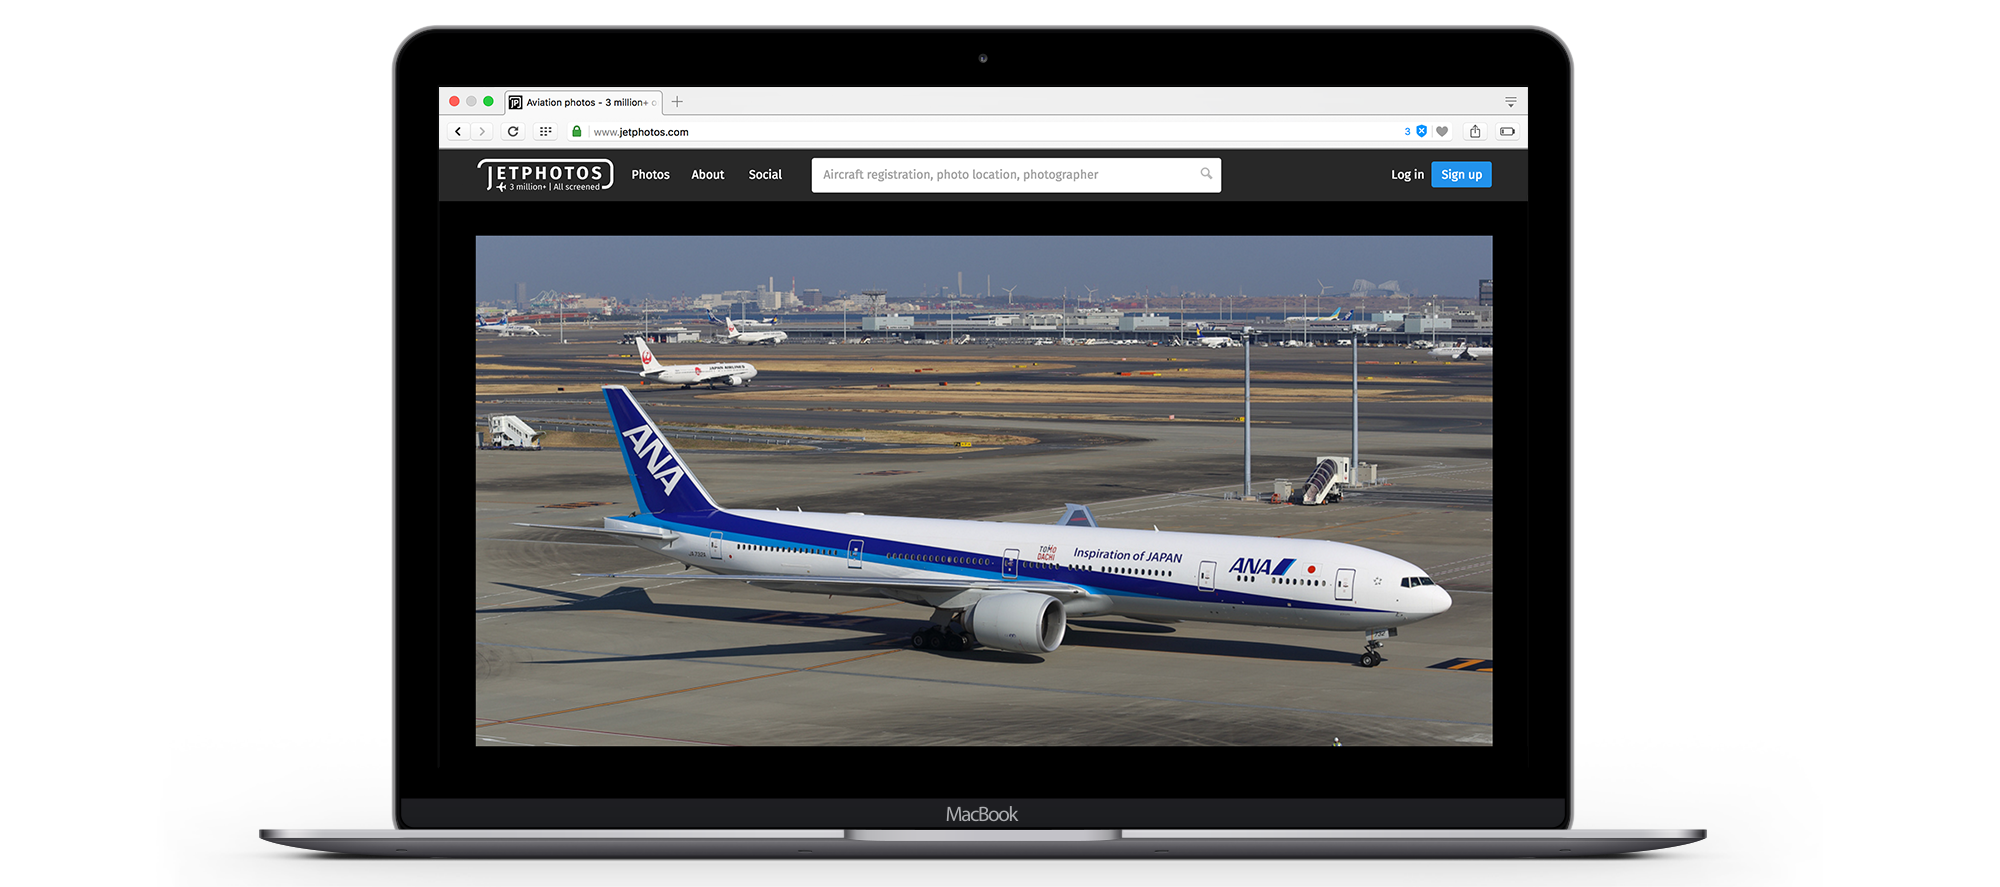 Aviation photos - 3 million+
www.jetphotos.com
3
JETPHOTOS
3 million+ | All screened
Photos
About
Social
Aircraft registration, photo location, photographer
Log in
Sign up
JAPAN AIRLINES
ANA
TOMO
DACHI
Inspiration of JAPAN
ANA
MacBook